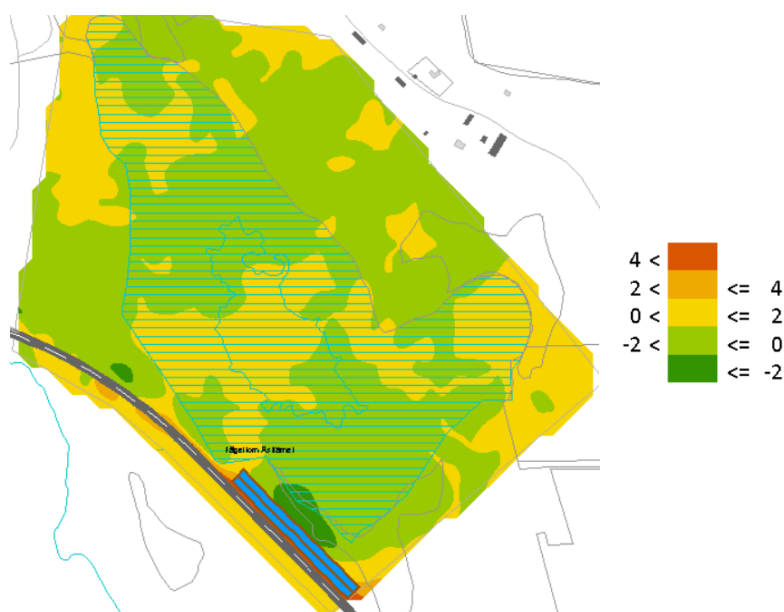 4 <
2 < <= 4
0 < <= 2
-2 < <= 0
<= -2